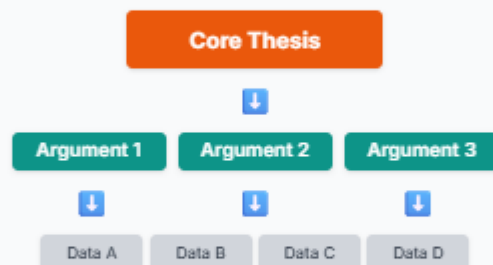 Core Thesis
Argument 1 Argument 2 Argument 3
Data A Data B Data C Data D